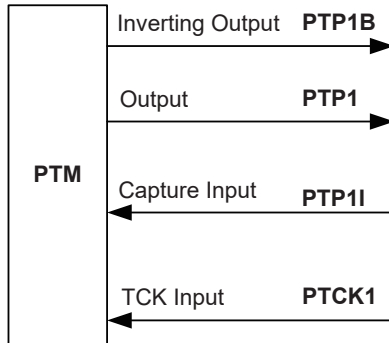 Inverting Output PTP1B
Output PTP1
PTM
Capture Input PTP1I
TCK Input PTCK1